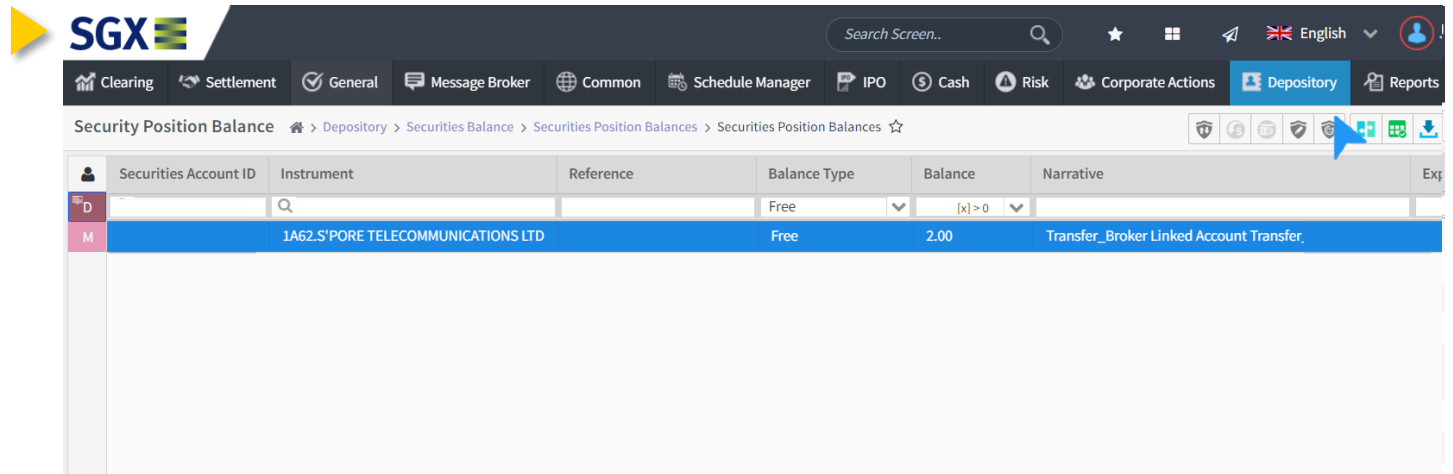 SGX
Search Screen..
English
Clearing Settlement General Message Broker Common Schedule Manager IPO Cash Risk Corporate Actions Depository Reports
Security Position Balance > Depository > Securities Balance > Securities Position Balances > Securities Position Balances
Securities Account ID Instrument Reference Balance Type Balance Narrative
D Free [x] > 0
M 1A62.S'PORE TELECOMMUNICATIONS LTD Free 2.00 Transfer_Broker Linked Account Transfer_